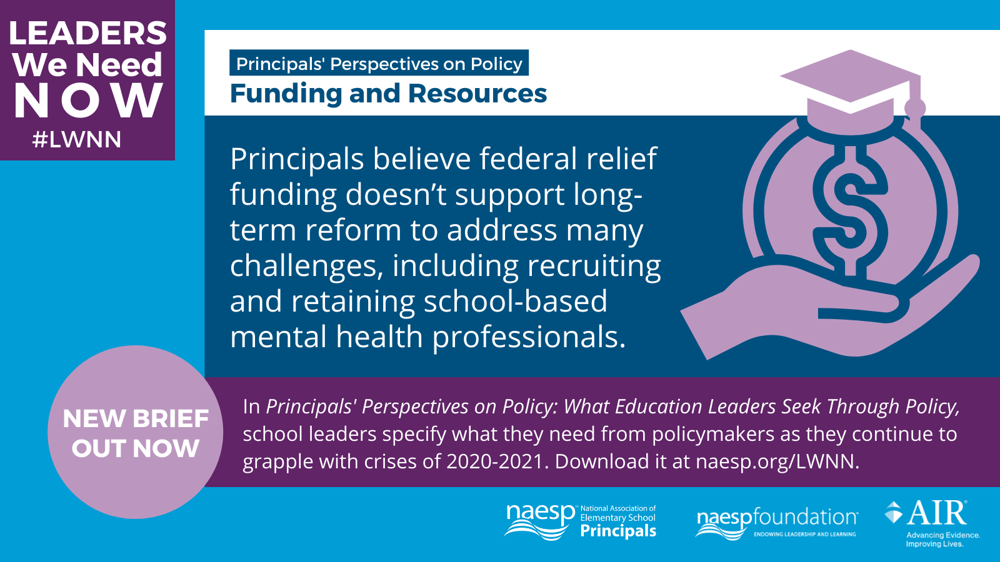 LEADERS
We Need
NOW
#LWNN
Principals' Perspectives on Policy
Funding and Resources
Principals believe federal relief
funding doesn’t support long-
term reform to address many
challenges, including recruiting
and retaining school-based
mental health professionals.
NEW BRIEF
OUT NOW
In Principals' Perspectives on Policy: What Education Leaders Seek Through Policy,
school leaders specify what they need from policymakers as they continue to
grapple with crises of 2020-2021. Download it at naesp.org/LWNN.
naesp™
National Association of
Elementary School
Principals
naespfoundation™
ENDOWING LEADERSHIP AND LEARNING
AIR®
Advancing Evidence.
Improving Lives.